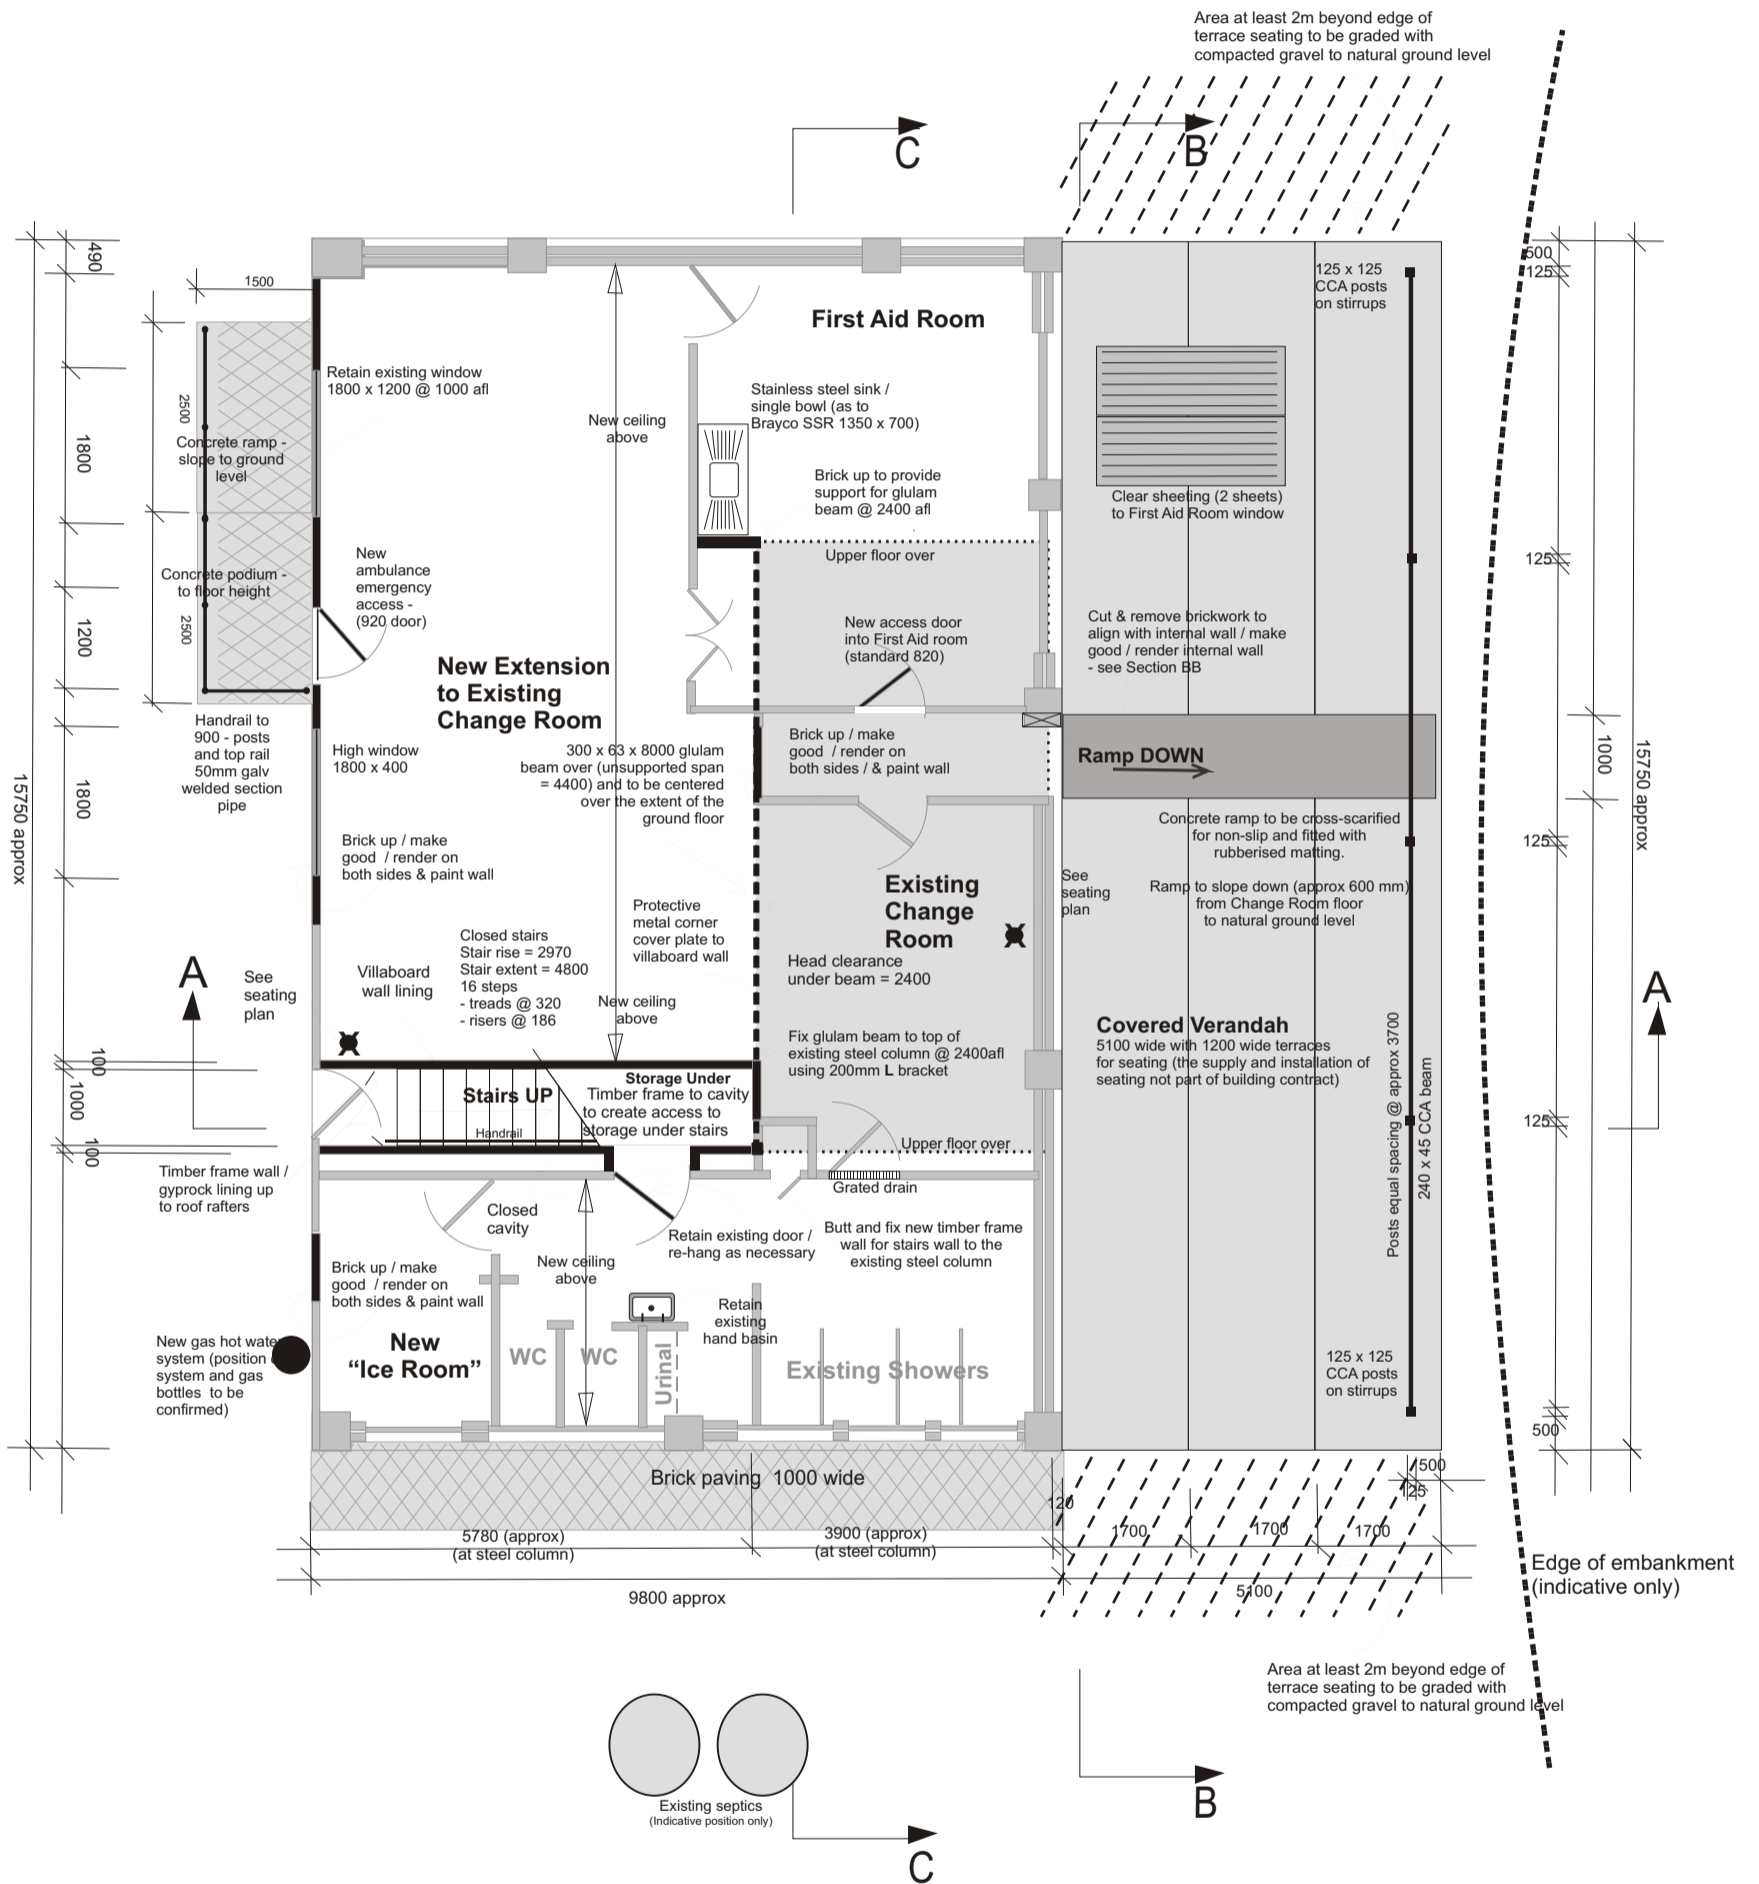 Area at least 2m beyond edge of
terrace seating to be graded with
compacted gravel to natural ground level
C
B
490
1500
500
125
125 x 125
CCA posts
on stirrups
First Aid Room
Retain existing window
1800 x 1200 @ 1000 afl
Stainless steel sink /
single bowl (as to
Brayco SSR 1350 x 700)
New ceiling
above
2500
1800
Concrete ramp -
slope to ground
level
Brick up to provide
support for glulam
beam @ 2400 afl
Clear sheeting (2 sheets)
to First Aid Room window
Upper floor over
125
New
ambulance
emergency
access -
(920 door)
Concrete podium -
to floor height
2500
1200
New access door
into First Aid room
(standard 820)
Cut & remove brickwork to
align with internal wall / make
good / render internal wall
- see Section BB
New Extension
to Existing
Change Room
Handrail to
900 - posts
and top rail
50mm galv
welded section
pipe
High window
1800 x 400
300 x 63 x 8000 glulam
beam over (unsupported span
= 4400) and to be centered
over the extent of the
ground floor
Brick up / make
good / render on
both sides / & paint wall
Ramp DOWN
1000
15750 approx
15750 approx
1800
Concrete ramp to be cross-scarified
for non-slip and fitted with
rubberised matting.
125
Brick up / make
good / render on
both sides & paint wall
Existing
Change
Room
See
seating
plan
Ramp to slope down (approx 600 mm)
from Change Room floor
to natural ground level
Protective
metal corner
cover plate to
villaboard wall
Closed stairs
Stair rise = 2970
Stair extent = 4800
16 steps
- treads @ 320
- risers @ 186
Head clearance
under beam = 2400
A
See
seating
plan
Villaboard
wall lining
A
New ceiling
above
Covered Verandah
5100 wide with 1200 wide terraces
for seating (the supply and installation of
seating not part of building contract)
Fix glulam beam to top of
existing steel column @ 2400afl
using 200mm L bracket
Posts equal spacing @ approx 3700
240 x 45 CCA beam
100
1000
100
Stairs UP
Handrail
Storage Under
Timber frame to cavity
to create access to
storage under stairs
125
Upper floor over
Timber frame wall /
gyprock lining up
to roof rafters
Grated drain
Closed
cavity
Retain existing door /
re-hang as necessary
Butt and fix new timber frame
wall for stairs wall to the
existing steel column
New ceiling
above
Brick up / make
good / render on
both sides & paint wall
Retain
existing
hand basin
New
“Ice Room”
WC
WC
Urinal
Existing Showers
New gas hot wate
system (position
system and gas
bottles to be
confirmed)
125 x 125
CCA posts
on stirrups
500
Brick paving 1000 wide
500
125
120
5780 (approx)
(at steel column)
3900 (approx)
(at steel column)
1700
1700
1700
9800 approx
5100
Edge of embankment
(indicative only)
Area at least 2m beyond edge of
terrace seating to be graded with
compacted gravel to natural ground level
Existing septics
(Indicative position only)
B
C